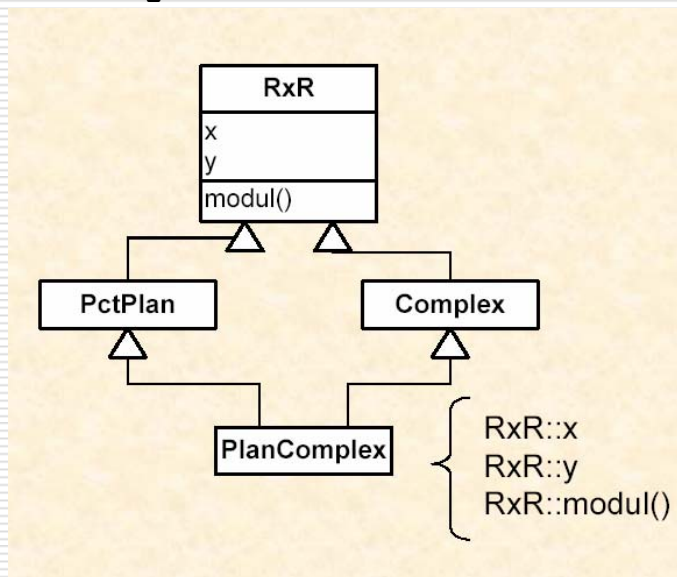 RxR
x
y
modul()
PctPlan
Complex
PlanComplex
RxR::x
RxR::y
RxR::modul()